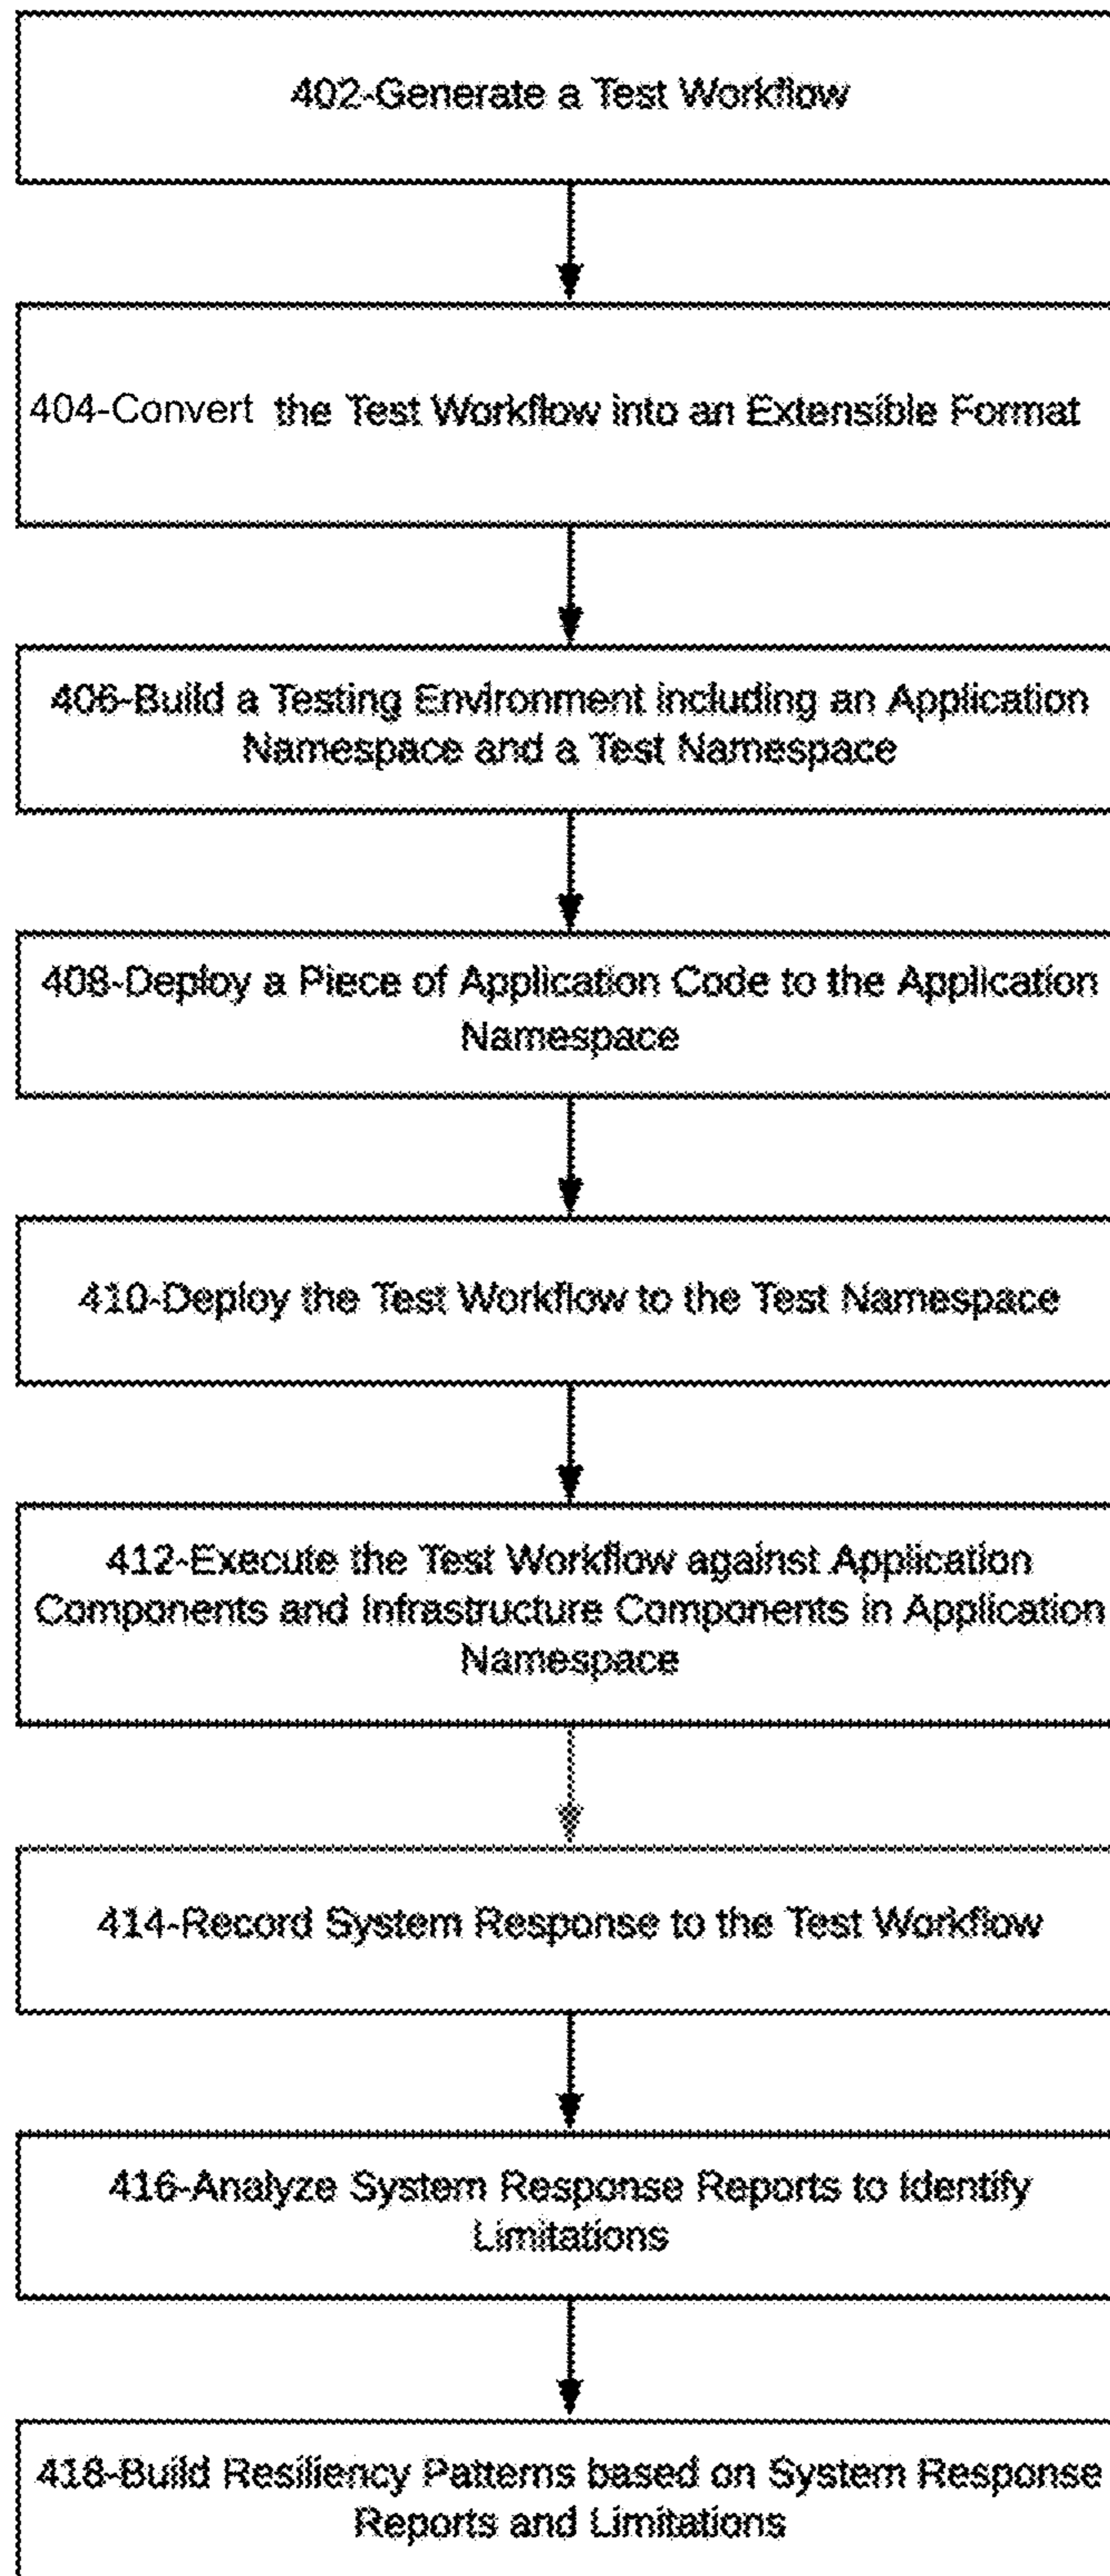 402-Generate a Test Workflow
404-Convert the Test Workflow into an Extensible Format
406-Build a Testing Environment including an Application
Namespace and a Test Namespace
408-Deploy a Piece of Application Code to the Application
Namespace
410-Deploy the Test Workflow to the Test Namespace
412-Execute the Test Workflow against Application
Components and Infrastructure Components in Application
Namespace
414-Record System Response to the Test Workflow
416-Analyze System Response Reports to Identify
Limitations
418-Build Resiliency Patterns based on System Response
Reports and Limitations